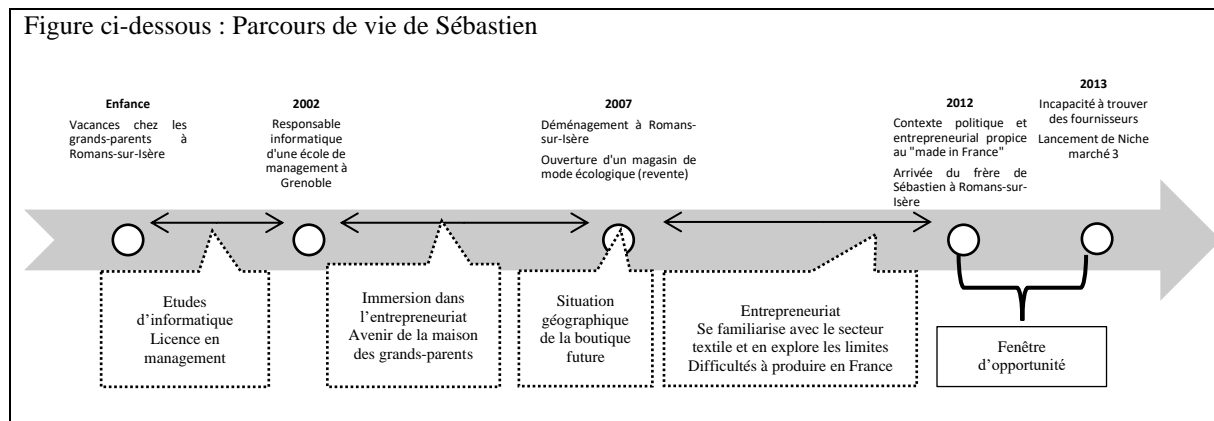 Figure ci-dessous : Parcours de vie de Sébastien
Enfance
Vacances chez les
grands-parents à
Romans-sur-Isère
2002
Responsable
informatique
d'une école de
management à
Grenoble
2007
Déménagement à Romans-
sur-Isère
Ouverture d'un magasin de
mode écologique (revente)
2012
Contexte politique et
entrepreneurial propice
au "made in France"
Arrivée du frère de
Sébastien à Romans-sur-
Isère
2013
Incapacité à trouver
des fournisseurs
Lancement de Niche
marché 3
Etudes
d'informatique
Licence en
management
Immersion dans
l'entrepreneuriat
Avenir de la maison
des grands-parents
Situation
géographique
de la boutique
future
Entrepreneuriat
Se familiarise avec le secteur
textile et en explore les limites
Difficultés à produire en France
Fenêtre
d'opportunité